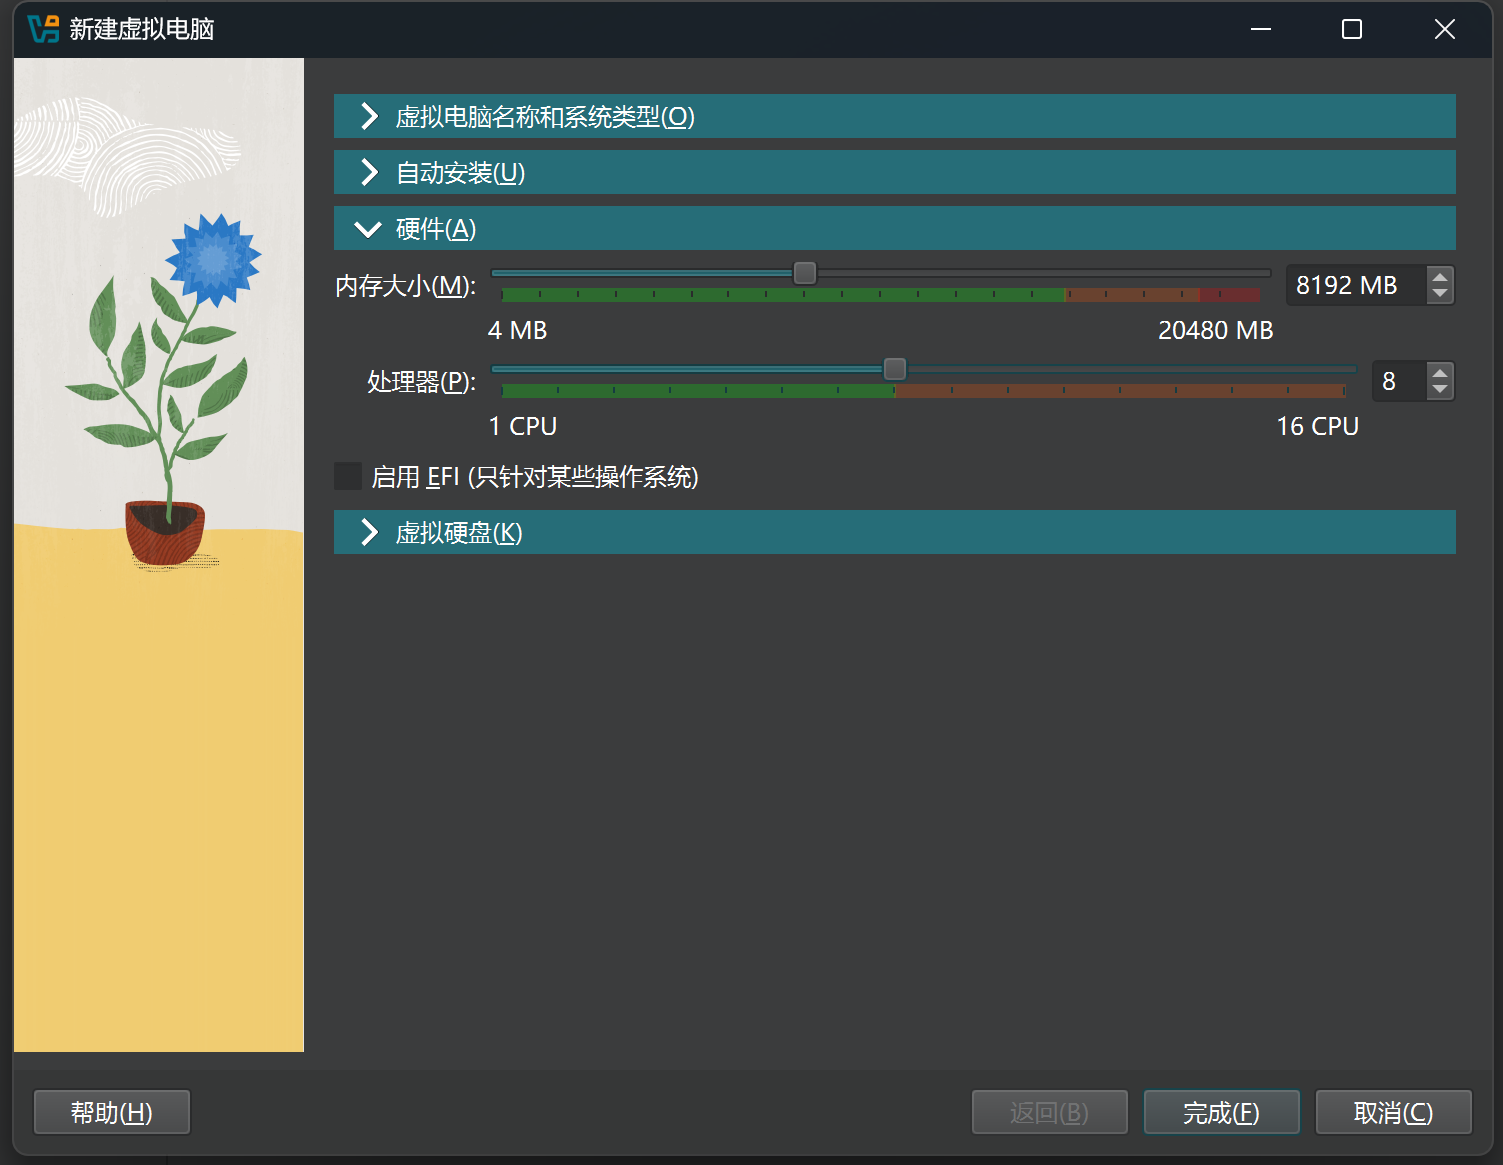 新建虚拟电脑
虚拟电脑名称和系统类型(O)
自动安装(U)
硬件(A)
内存大小(M):
8192 MB
4 MB
20480 MB
处理器(P):
8
1 CPU
16 CPU
启用 EFI (只针对某些操作系统)
虚拟硬盘(K)
帮助(H)
返回(B)
完成(F)
取消(C)